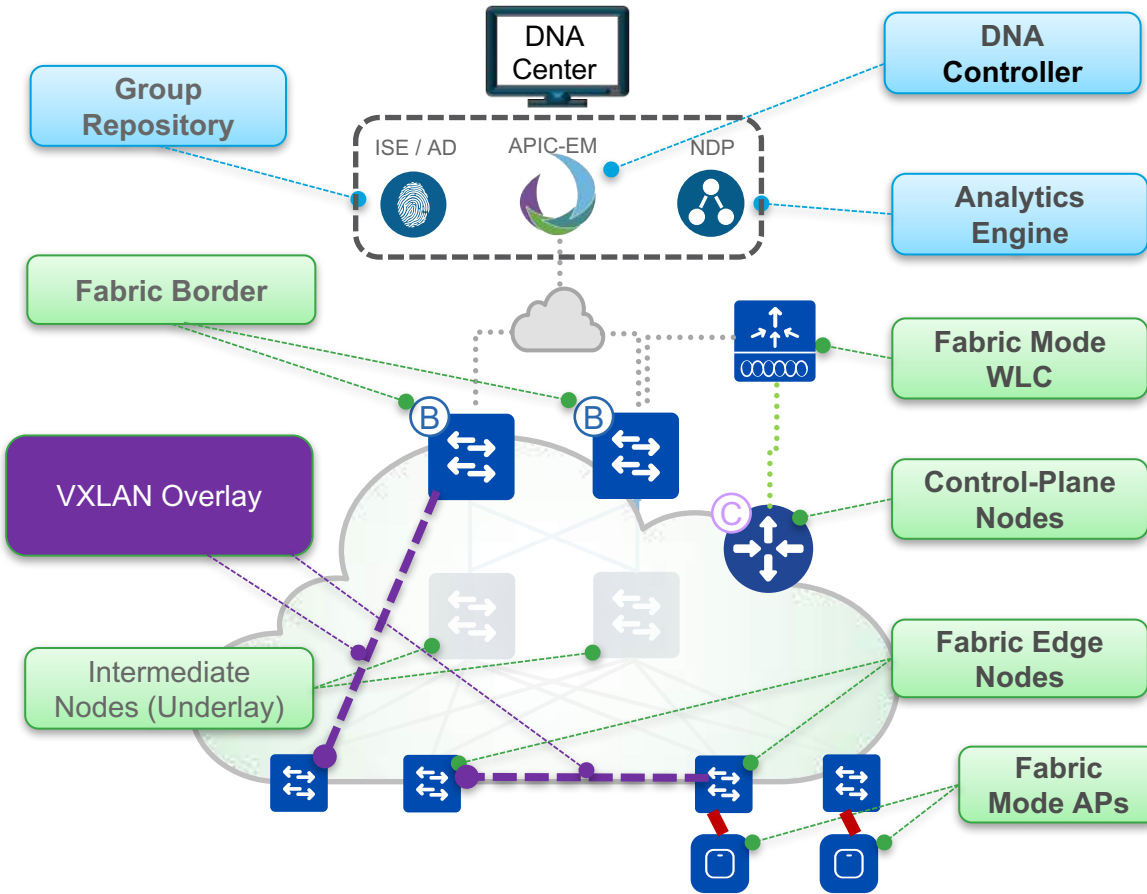 DNA
Center
DNA
Controller
Group
Repository
ISE / AD
APIC-EM
NDP
Analytics
Engine
Fabric Border
Fabric Mode
WLC
B
B
VXLAN Overlay
Control-Plane
Nodes
C
Intermediate
Nodes (Underlay)
Fabric Edge
Nodes
Fabric
Mode APs